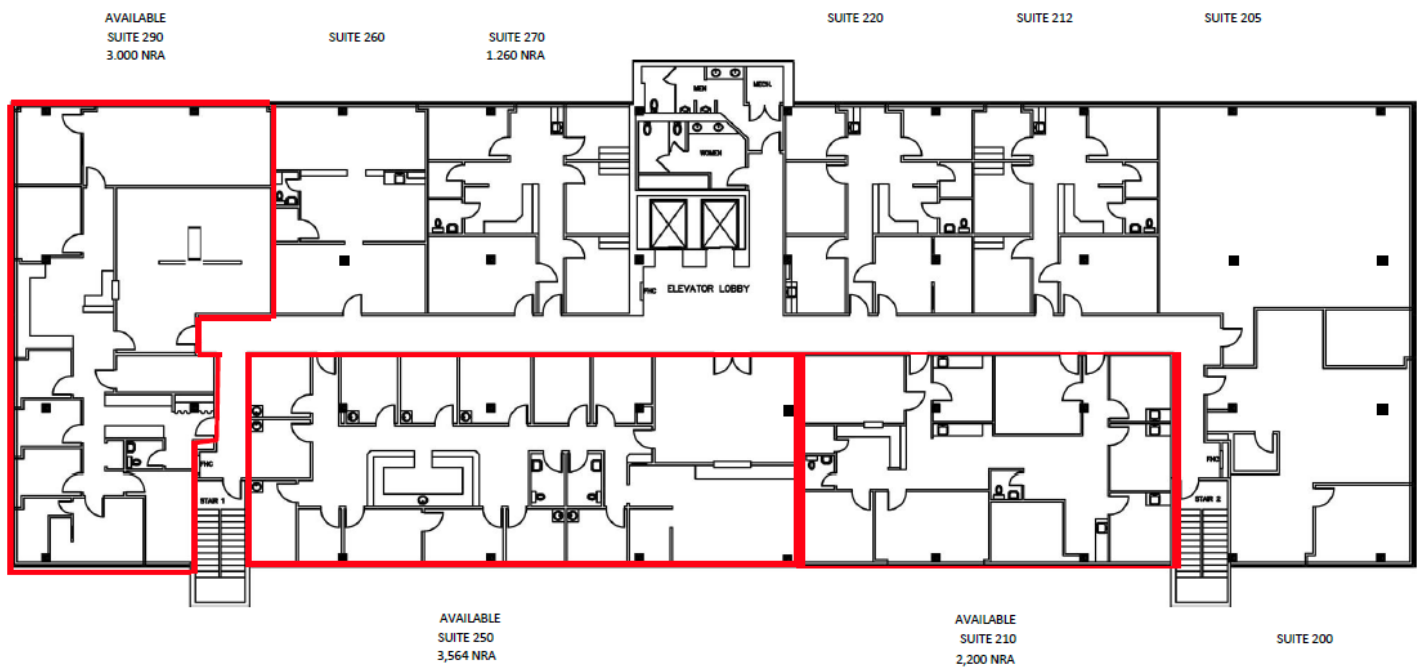 AVAILABLE
SUITE 290
3.000 NRA
SUITE 260
SUITE 270
1.260 NRA
SUITE 220
SUITE 212
SUITE 205
MEN
MECH.
WOMEN
FHC
ELEVATOR LOBBY
FHC
STAIR 1
FHC
STAIR 2
AVAILABLE
SUITE 250
3,564 NRA
AVAILABLE
SUITE 210
2,200 NRA
SUITE 200